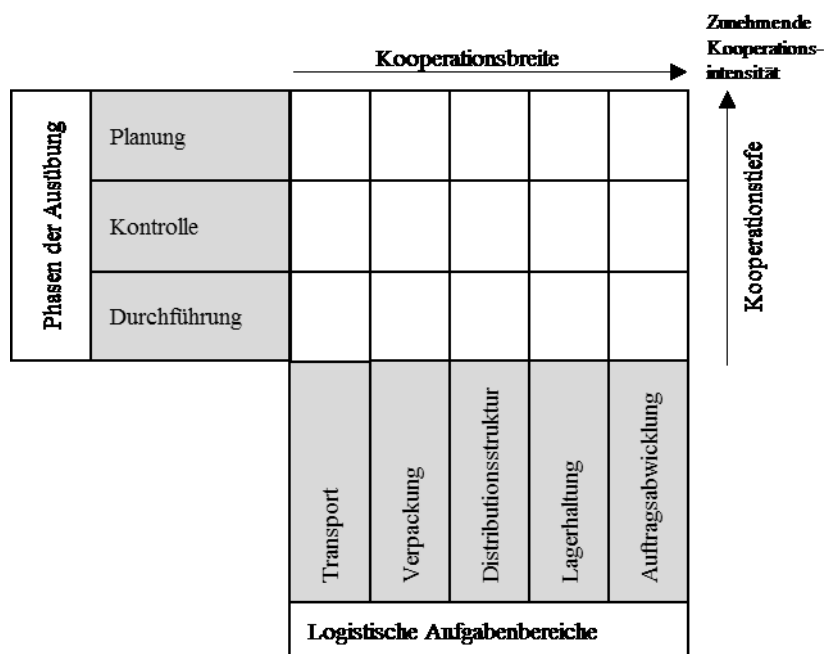 Zunehmende
Kooperations-
intensität
Kooperationsbreite
Phasen der Ausübung
Planung
Kontrolle
Durchführung
Kooperationstiefe
Transport
Verpackung
Distributionsstruktur
Lagerhaltung
Auftragsabwicklung
Logistische Aufgabenbereiche